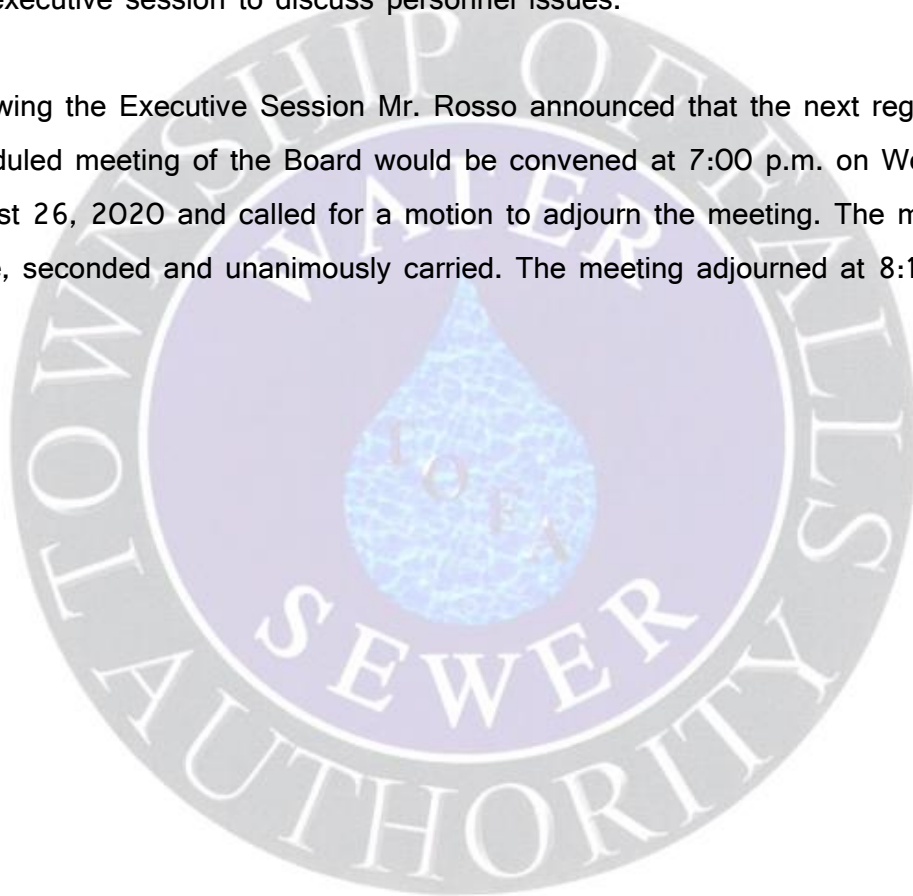 executive session to discuss personnel issues.
wing the Executive Session Mr. Rosso announced that the next reg
duled meeting of the Board would be convened at 7:00 p.m. on We
st 26, 2020 and called for a motion to adjourn the meeting. The m
, seconded and unanimously carried. The meeting adjourned at 8:1
TOWNSHIP OF FALLS
WATER
TOFA
SEWER
AUTHORITY